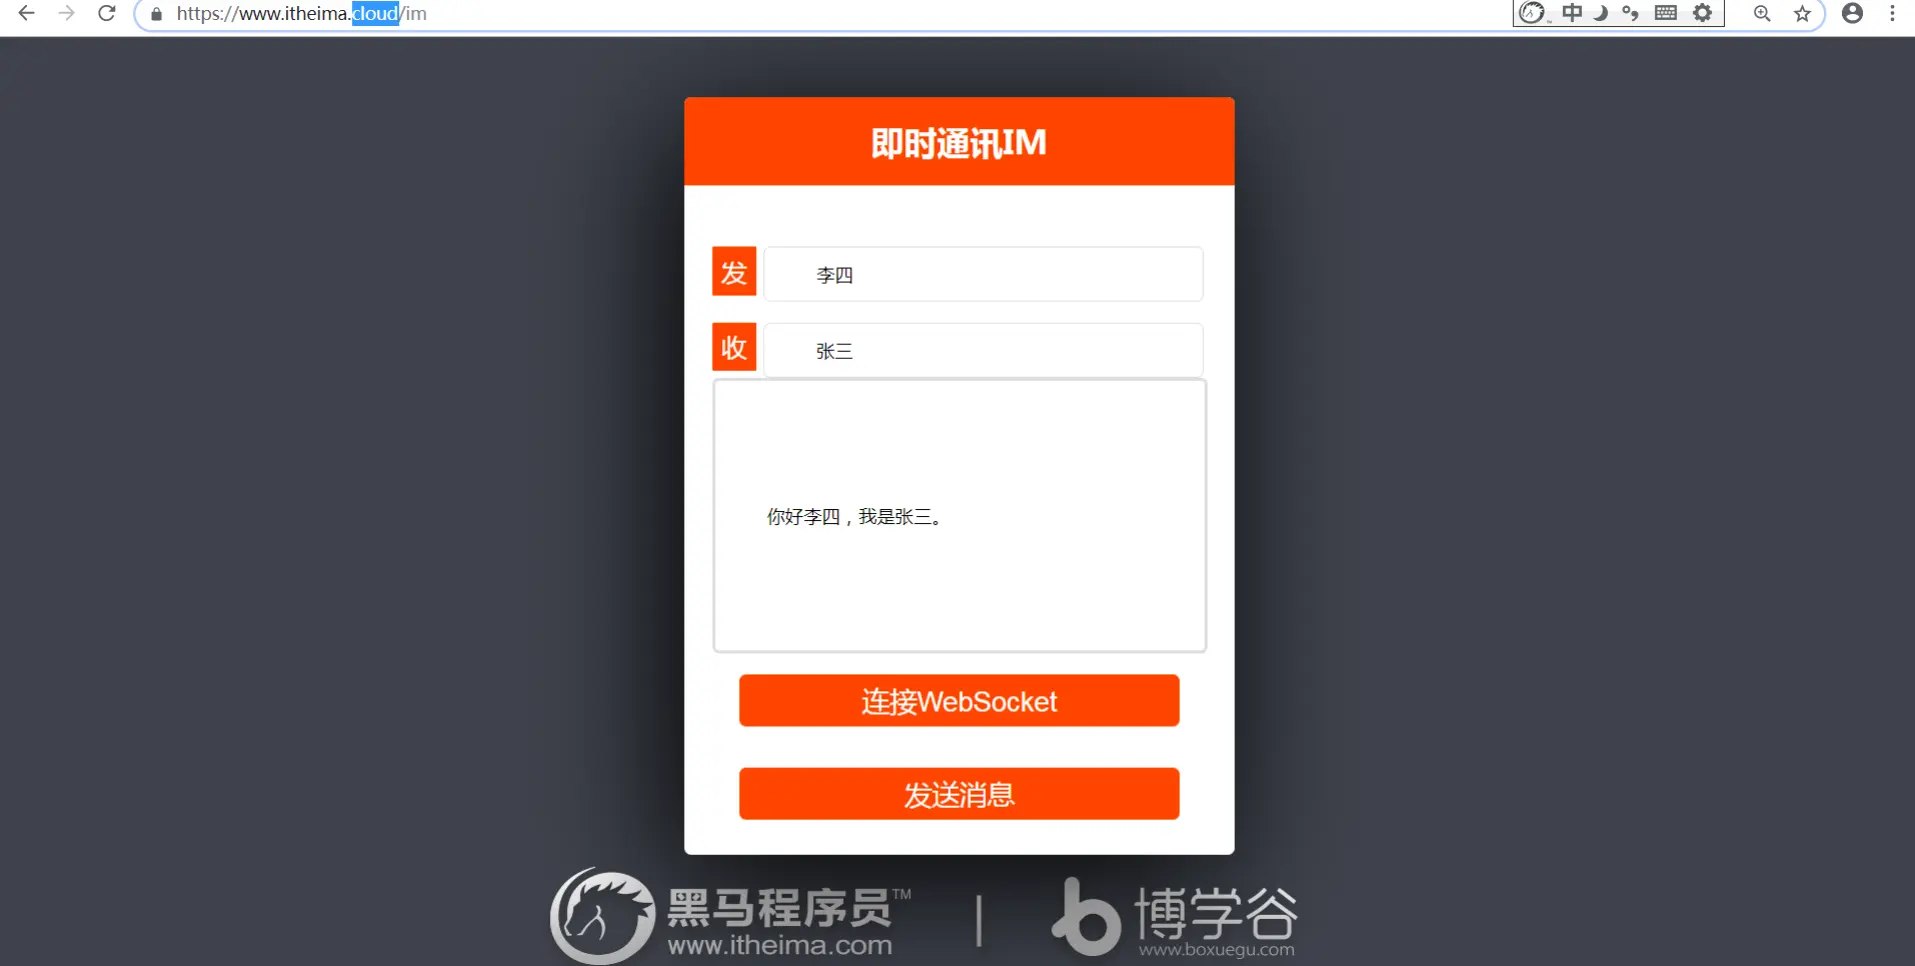 https://www.itheima.cloud/im
中
即时通讯IM
发 李四
收 张三
你好李四，我是张三。
连接WebSocket
发送消息
黑马程序员™
www.itheima.com
博学谷
www.boxuegu.com